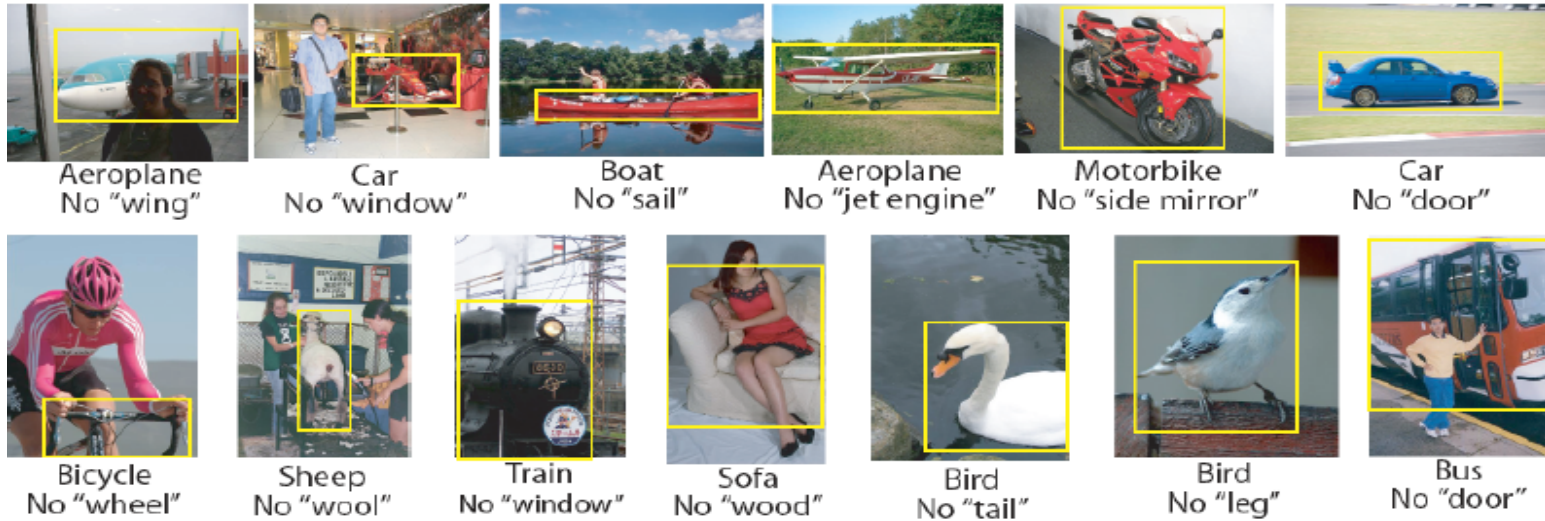 Aeroplane
No “wing”
Car
No “window”
Boat
No “sail”
Aeroplane
No “jet engine”
Motorbike
No “side mirror”
Car
No “door”
Bicycle
No “wheel”
Sheep
No “wool”
Train
No “window”
Sofa
No “wood”
Bird
No “tail”
Bird
No “leg”
Bus
No “door”